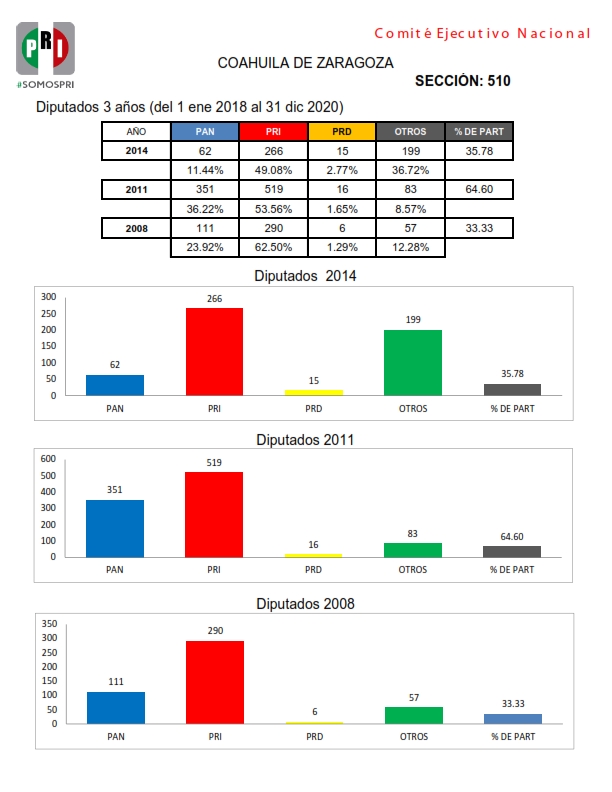 Comité Ejecutivo Nacional
PRI
#SOMOSPRI
COAHUILA DE ZARAGOZA
SECCIÓN: 510
Diputados 3 años (del 1 ene 2018 al 31 dic 2020)
AÑO PAN PRI PRD OTROS % DE PART
2014 62 266 15 199 35.78
11.44% 49.08% 2.77% 36.72%
2011 351 519 16 83 64.60
36.22% 53.56% 1.65% 8.57%
2008 111 290 6 57 33.33
23.92% 62.50% 1.29% 12.28%
Diputados 2014
300
250
200
150
100
50
0
62 266 15 199 35.78
PAN PRI PRD OTROS % DE PART
Diputados 2011
600
500
400
300
200
100
0
351 519 16 83 64.60
PAN PRI PRD OTROS % DE PART
Diputados 2008
350
300
250
200
150
100
50
0
111 290 6 57 33.33
PAN PRI PRD OTROS % DE PART